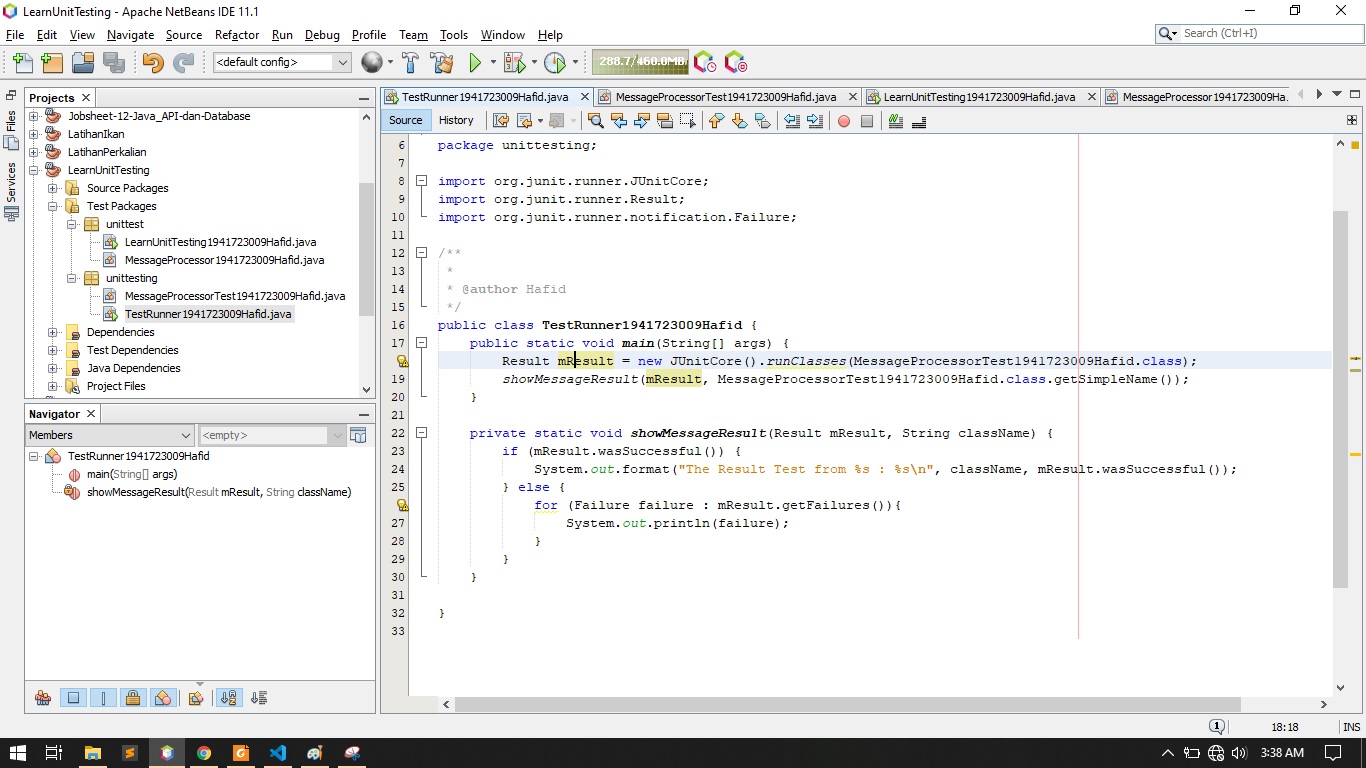 LearnUnitTesting - Apache NetBeans IDE 11.1
File Edit View Navigate Source Refactor Run Debug Profile Team Tools Window Help
Search (Ctrl+I)
<default config>
288.7/460.0MB
Files
Services
Projects
Jobsheet-12-Java_API-dan-Database
LatihanIkan
LatihanPerkalian
LearnUnitTesting
Source Packages
Test Packages
unittest
LearnUnitTesting1941723009Hafid.java
MessageProcessor1941723009Hafid.java
unittesting
MessageProcessorTest1941723009Hafid.java
TestRunner1941723009Hafid.java
Dependencies
Test Dependencies
Java Dependencies
Project Files
Navigator
Members
<empty>
TestRunner1941723009Hafid
main(String[] args)
showMessageResult(Result mResult, String className)
TestRunner1941723009Hafid.java MessageProcessorTest1941723009Hafid.java LearnUnitTesting1941723009Hafid.java MessageProcessor1941723009Ha.
Source History
6 package unittesting;
7
8 import org.junit.runner.JUnitCore;
9 import org.junit.runner.Result;
10 import org.junit.runner.notification.Failure;
11
12 /**
13 *
14 * @author Hafid
15 */
16 public class TestRunner1941723009Hafid {
17 public static void main(String[] args) {
Result mResult = new JUnitCore().runClasses(MessageProcessorTest1941723009Hafid.class);
19 showMessageResult(mResult, MessageProcessorTest1941723009Hafid.class.getSimpleName());
20 }
21
22 private static void showMessageResult(Result mResult, String className) {
23 if (mResult.wasSuccessful()) {
24 System.out.format("The Result Test from %s : %s\n", className, mResult.wasSuccessful());
25 } else {
for (Failure failure : mResult.getFailures()){
27 System.out.println(failure);
28 }
29 }
30 }
31
32 }
33
1 18:18 INS
3:38 AM